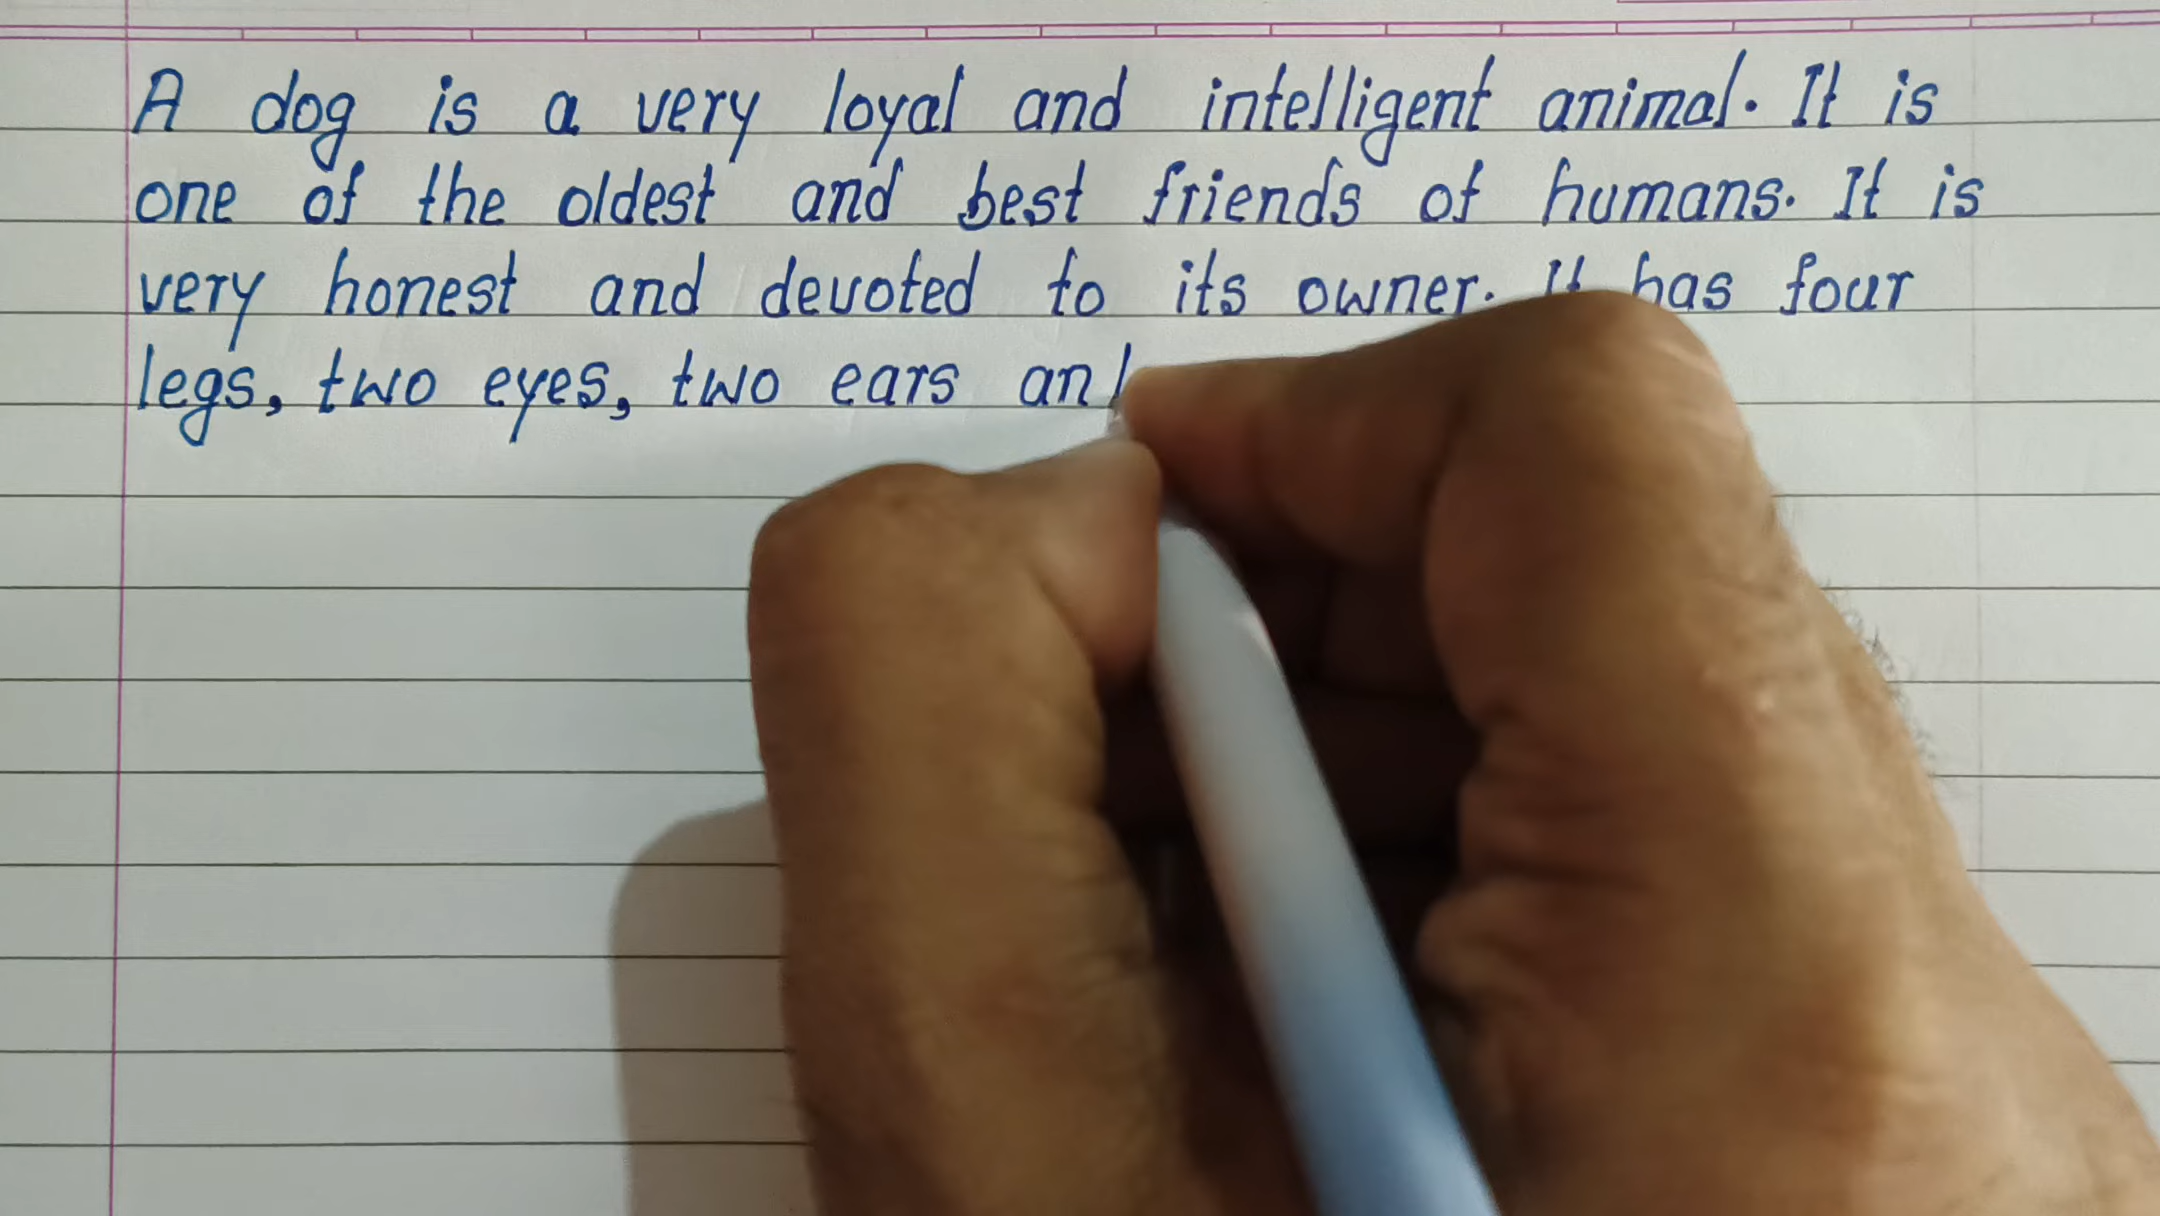 A dog is a very loyal and intelligent animal. It is
one of the oldest and best friends of humans. It is
very honest and devoted to its owner. It has four
legs, two eyes, two ears an